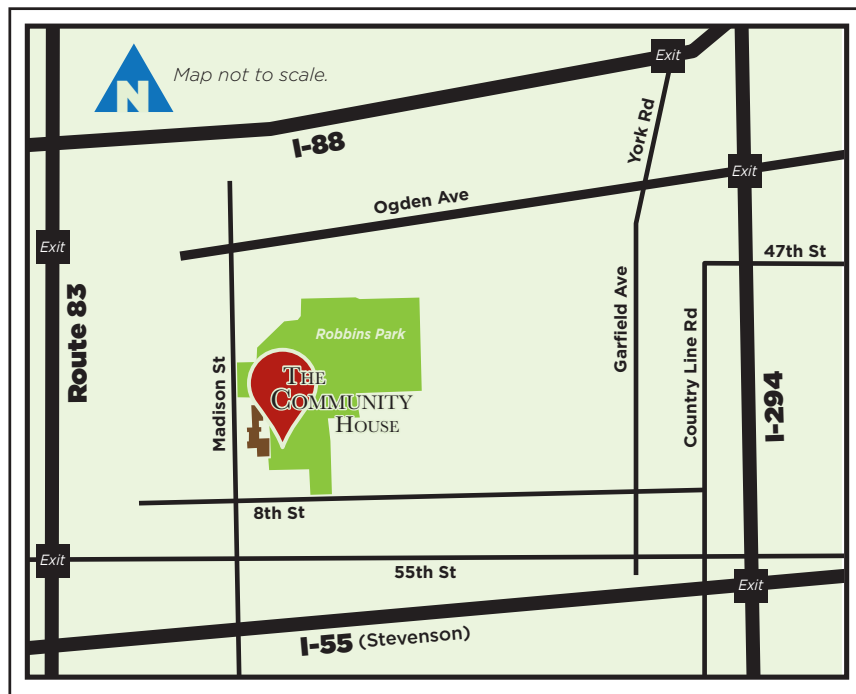 N
Map not to scale.
Exit
I-88
York Rd
Exit
Ogden Ave
Exit
47th St
Route 83
Robbins Park
Garfield Ave
Country Line Rd
Madison St
THE
COMMUNITY
HOUSE
I-294
8th St
Exit
55th St
Exit
I-55 (Stevenson)